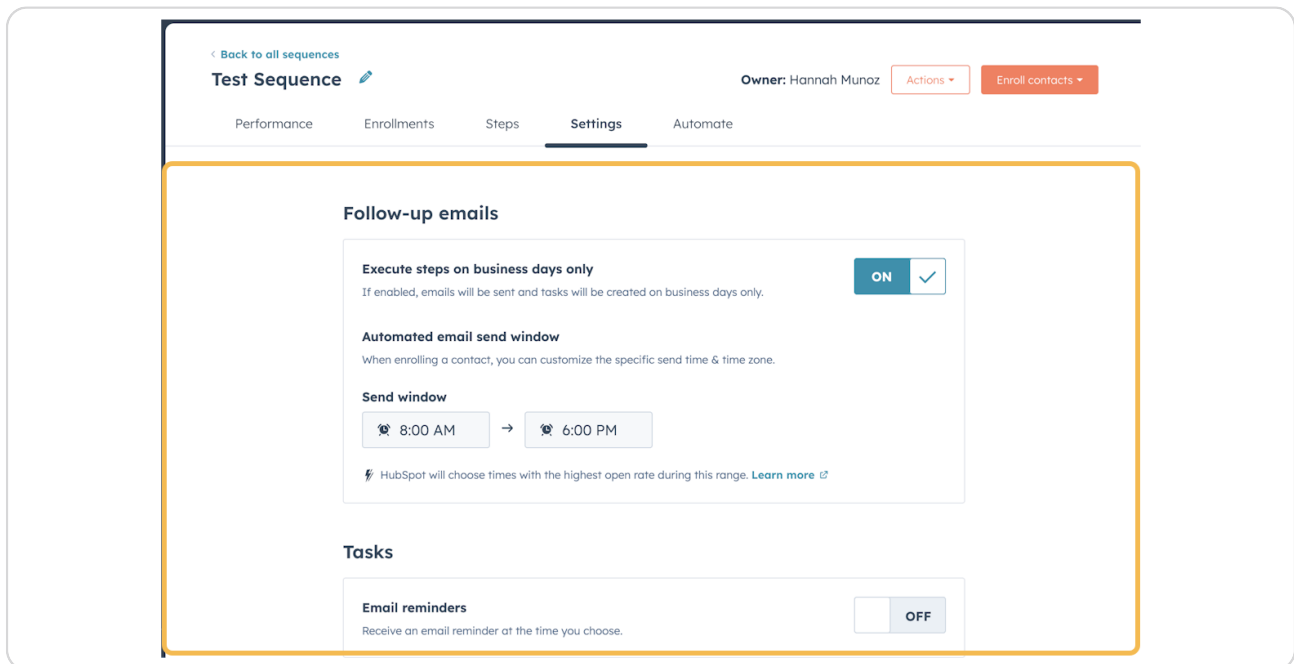 Back to all sequences
Test Sequence
Owner: Hannah Munoz
Actions
Enroll contacts
Performance
Enrollments
Steps
Settings
Automate
Follow-up emails
Execute steps on business days only
If enabled, emails will be sent and tasks will be created on business days only.
ON
Automated email send window
When enrolling a contact, you can customize the specific send time & time zone.
Send window
8:00 AM → 6:00 PM
HubSpot will choose times with the highest open rate during this range. Learn more
Tasks
Email reminders
Receive an email reminder at the time you choose.
OFF